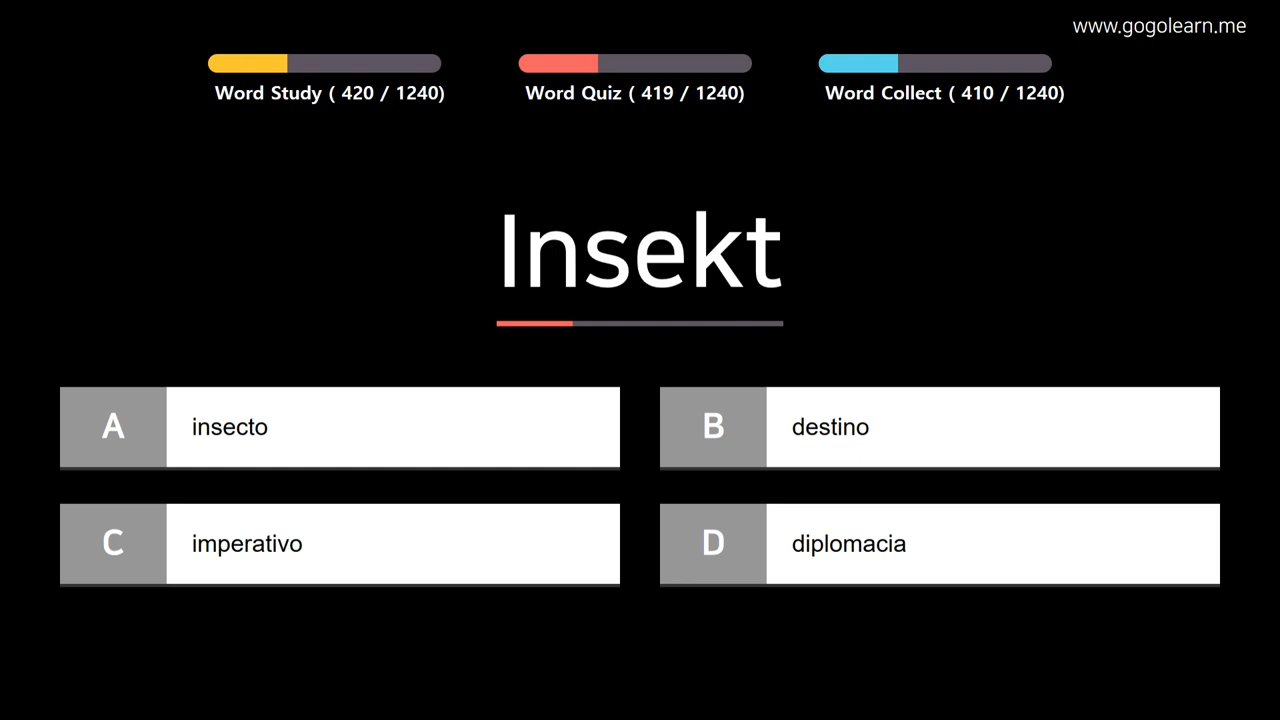 www.gogolearn.me
Word Study ( 420 / 1240)
Word Quiz ( 419 / 1240)
Word Collect ( 410 / 1240)
Insekt
A insecto
B destino
C imperativo
D diplomacia